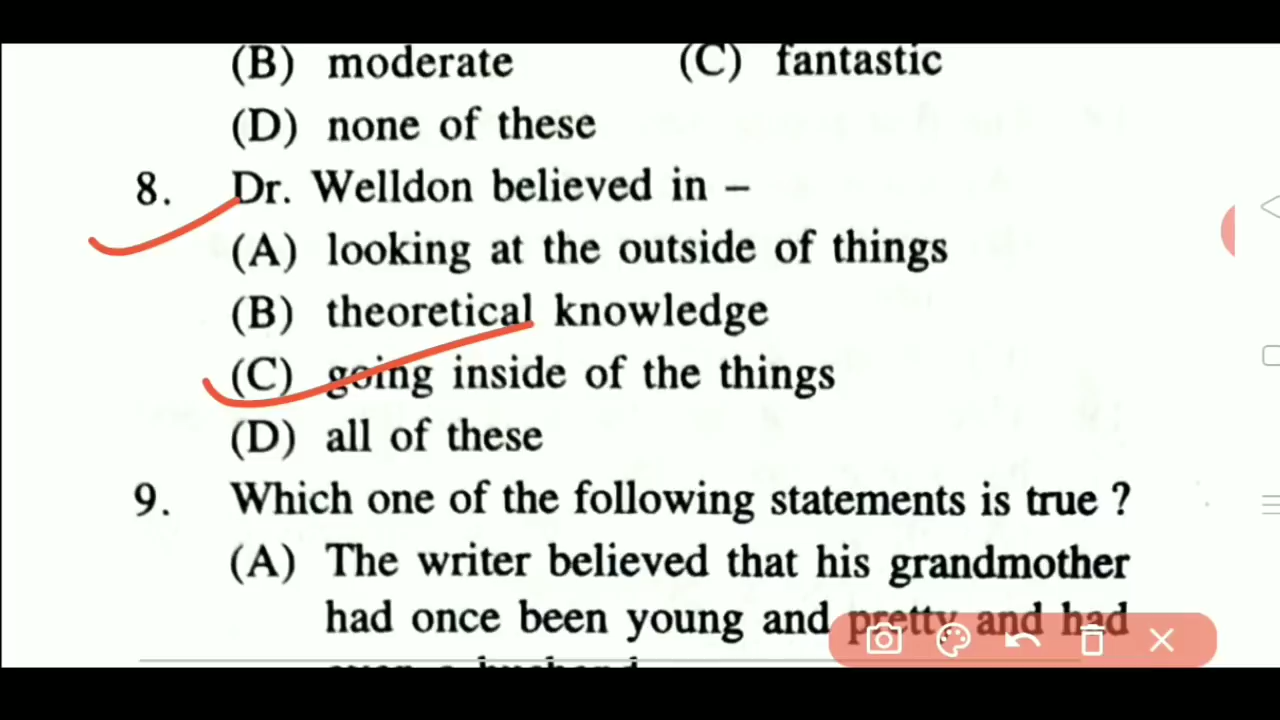 (B) moderate (C) fantastic
(D) none of these
8. Dr. Welldon believed in –
(A) looking at the outside of things
(B) theoretical knowledge
(C) going inside of the things
(D) all of these
9. Which one of the following statements is true ?
(A) The writer believed that his grandmother
had once been young and pretty and had